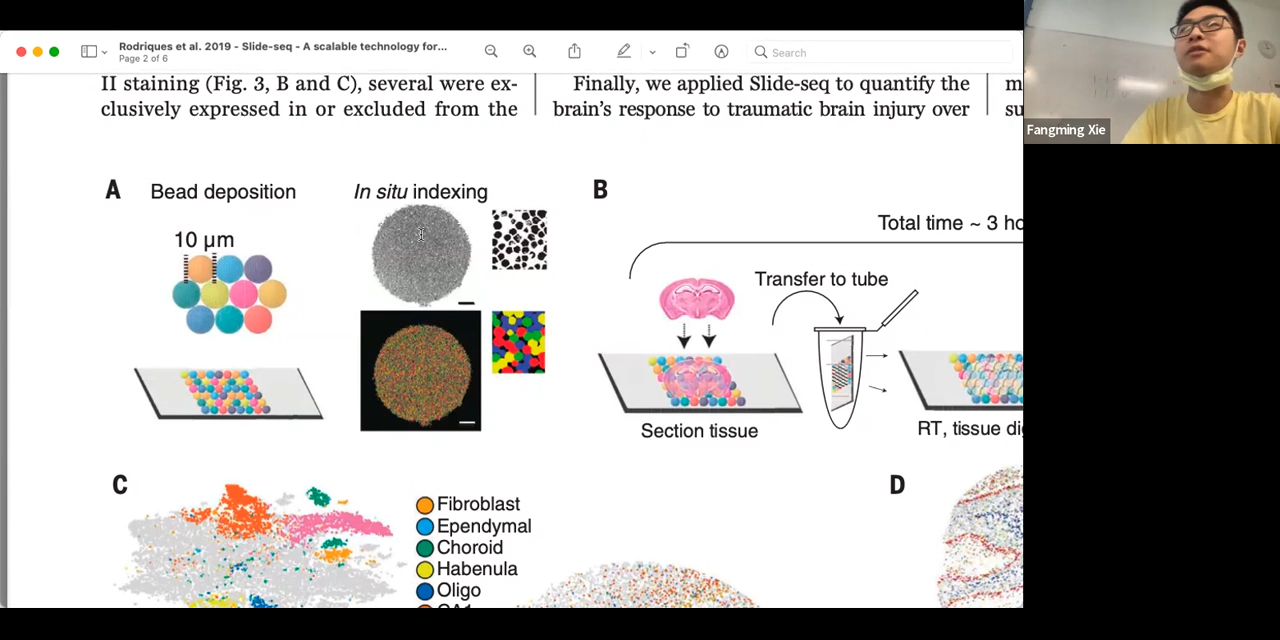 Rodriques et al. 2019 - Slide-seq - A scalable technology for...
Page 2 of 6
Search
Fangming Xie
II staining (Fig. 3, B and C), several were ex-
clusively expressed in or excluded from the
Finally, we applied Slide-seq to quantify the
brain's response to traumatic brain injury over
m
su
A
Bead deposition
In situ indexing
10 µm
B
Total time ~ 3 ho
Transfer to tube
Section tissue
RT, tissue di
C
Fibroblast
Ependymal
Choroid
Habenula
Oligo
CA1
D